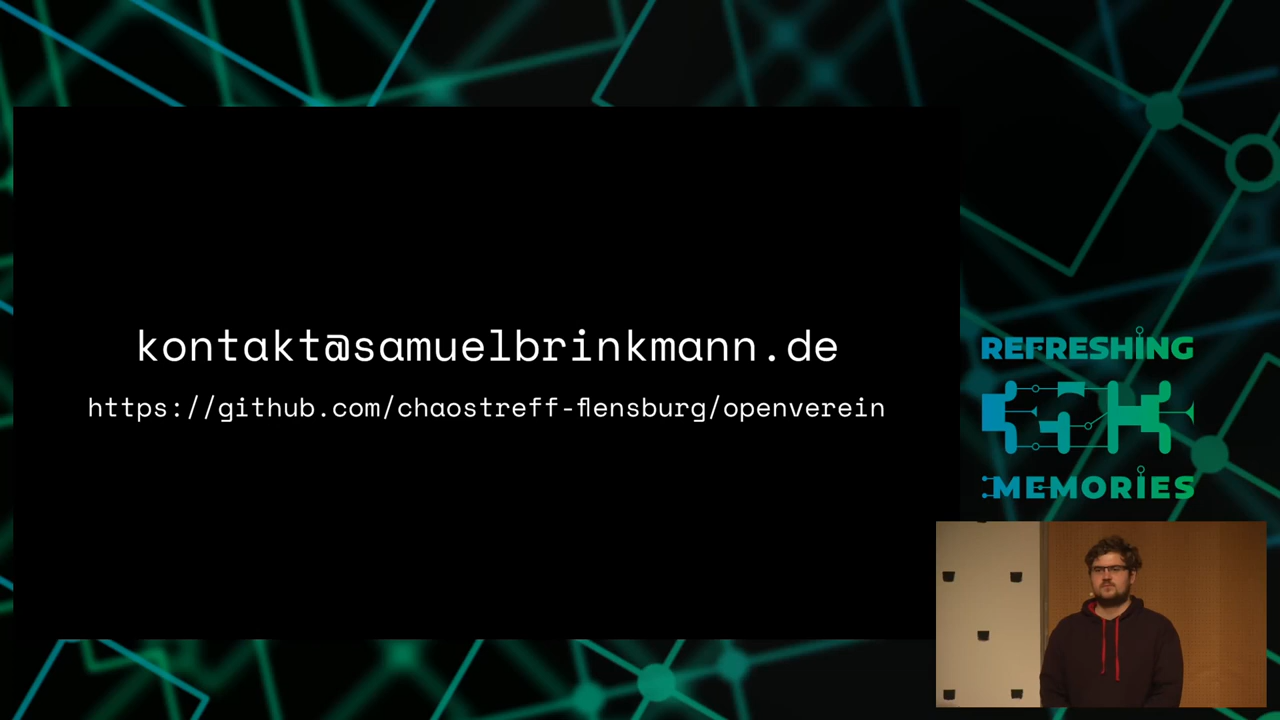 kontakt@samuelbrinkmann.de
https://github.com/chaostreff-flensburg/openverein
REFRESHING
MEMORIES